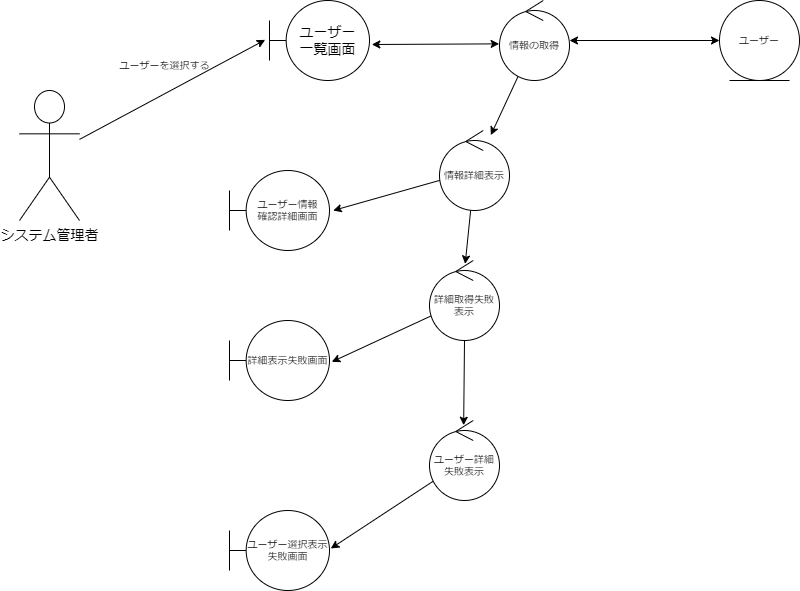 ユーザー
一覧画面
情報の取得
ユーザー
ユーザーを選択する
情報詳細表示
ユーザー情報
確認詳細画面
システム管理者
詳細取得失敗
表示
詳細表示失敗画面
ユーザー詳細
失敗表示
ユーザー選択表示
失敗画面